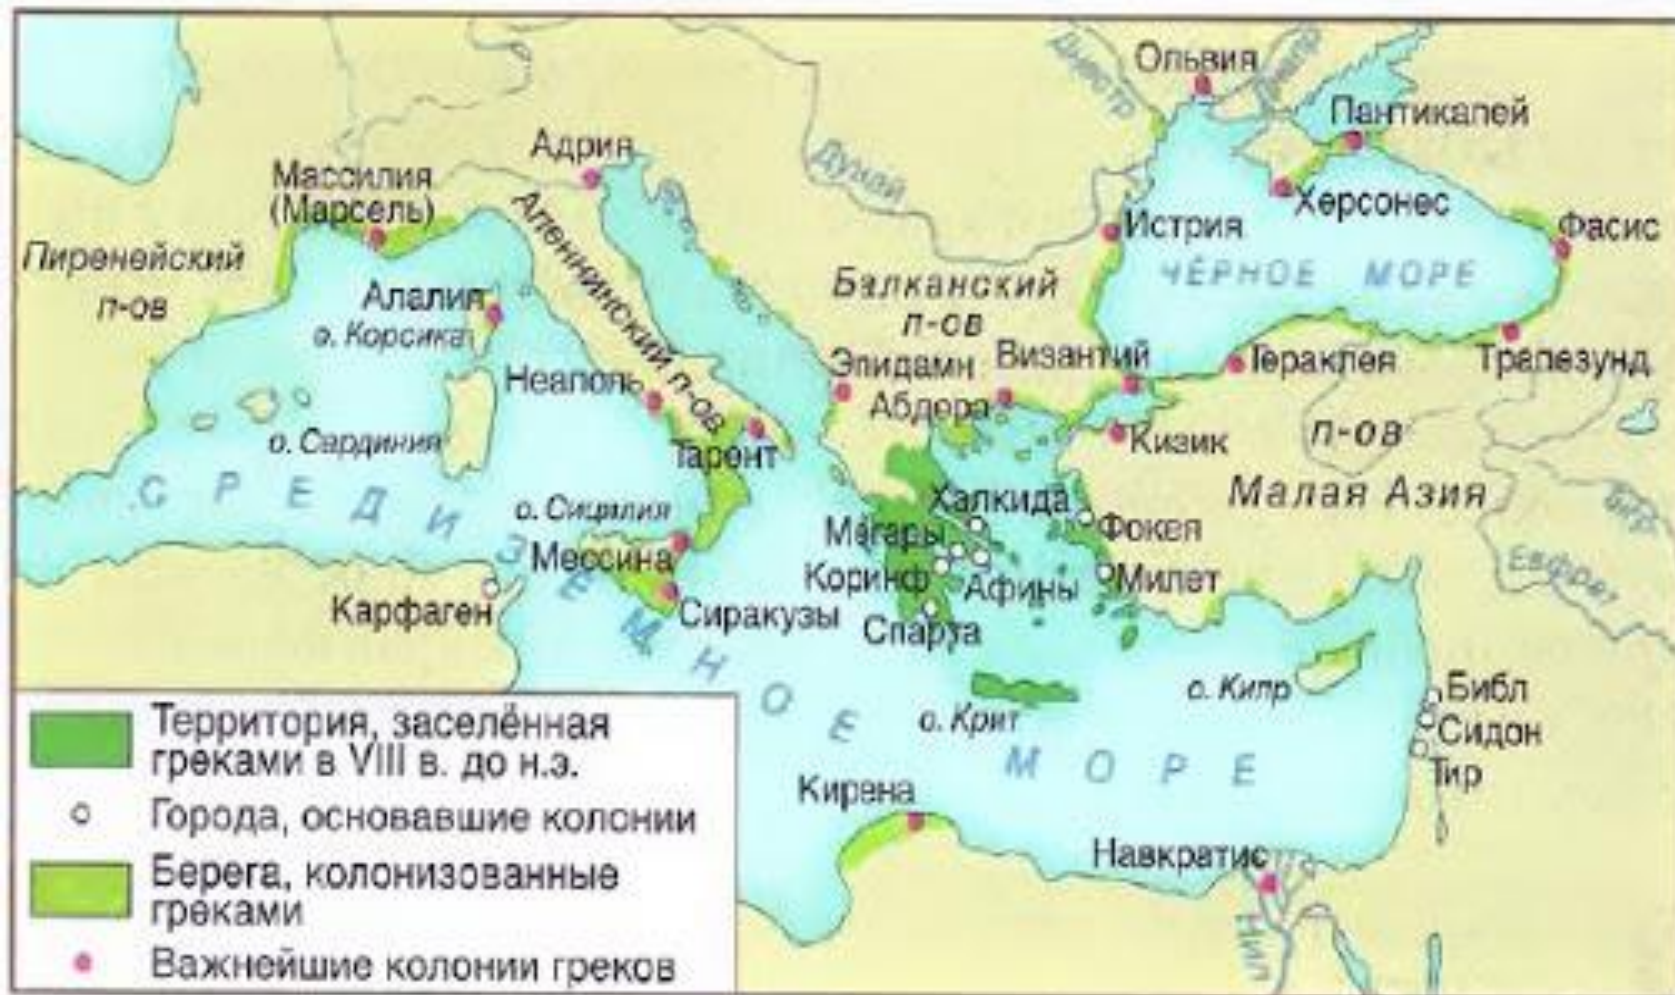 Днестр
Ольвия
Днепр
Пантикапей
Адрия
Дунай
Массилия
(Марсель)
Херсонес
Истрия
Фасис
Пиренейский
п-ов
Апеннинский п-ов
Балканский
п-ов
ЧЁРНОЕ МОРЕ
Алалия
о. Корсика
Неаполь
Эпидамн
Византий
Гераклея
Трапезунд
Абдера
о. Сардиния
Тарент
Кизик
п-ов
Малая Азия
СРЕДИЗЕМНОЕ МОРЕ
о. Сицилия
Халкида
Мегары
Фокея
Тигр
Мессина
Коринф
Афины
Милет
Евфрат
Карфаген
Сиракузы
Спарта
о. Крит
о. Кипр
Библ
Сидон
Тир
Кирена
Навкратис
Нил
Территория, заселённая
греками в VIII в. до н.э.
Города, основавшие колонии
Берега, колонизованные
греками
Важнейшие колонии греков